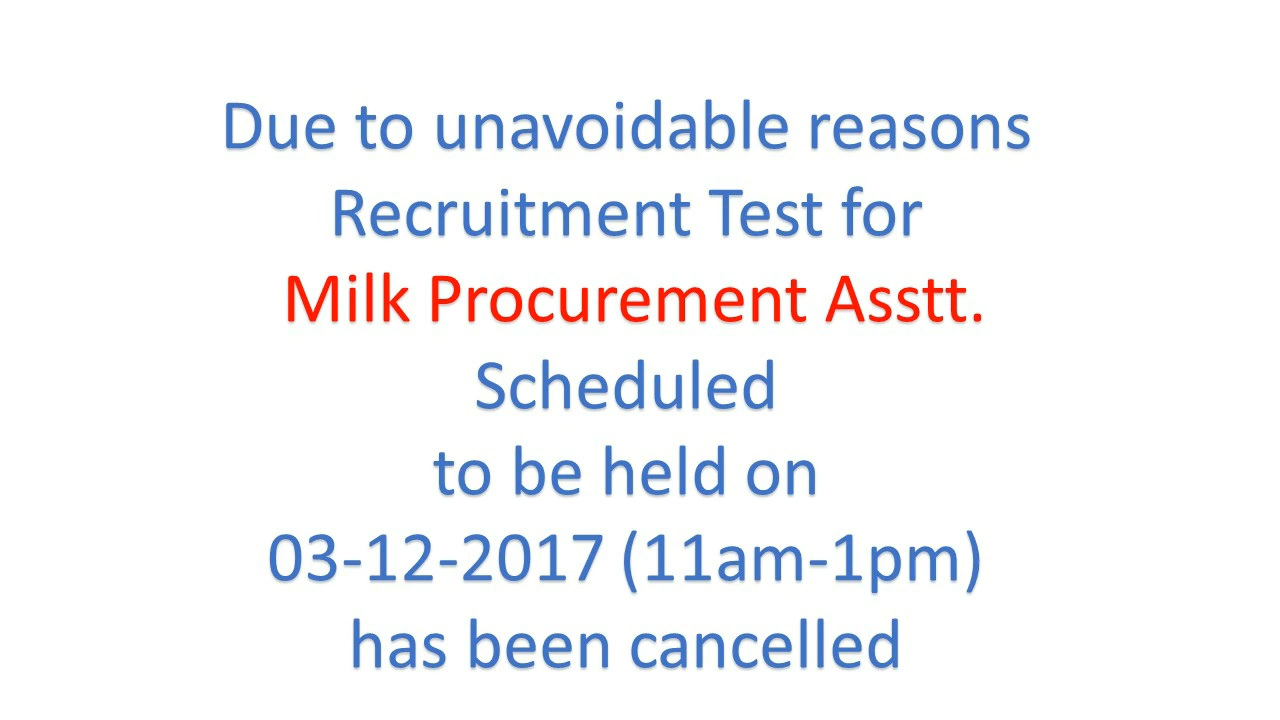 Due to unavoidable reasons
Recruitment Test for
Milk Procurement Asstt.
Scheduled
to be held on
03-12-2017 (11am-1pm)
has been cancelled